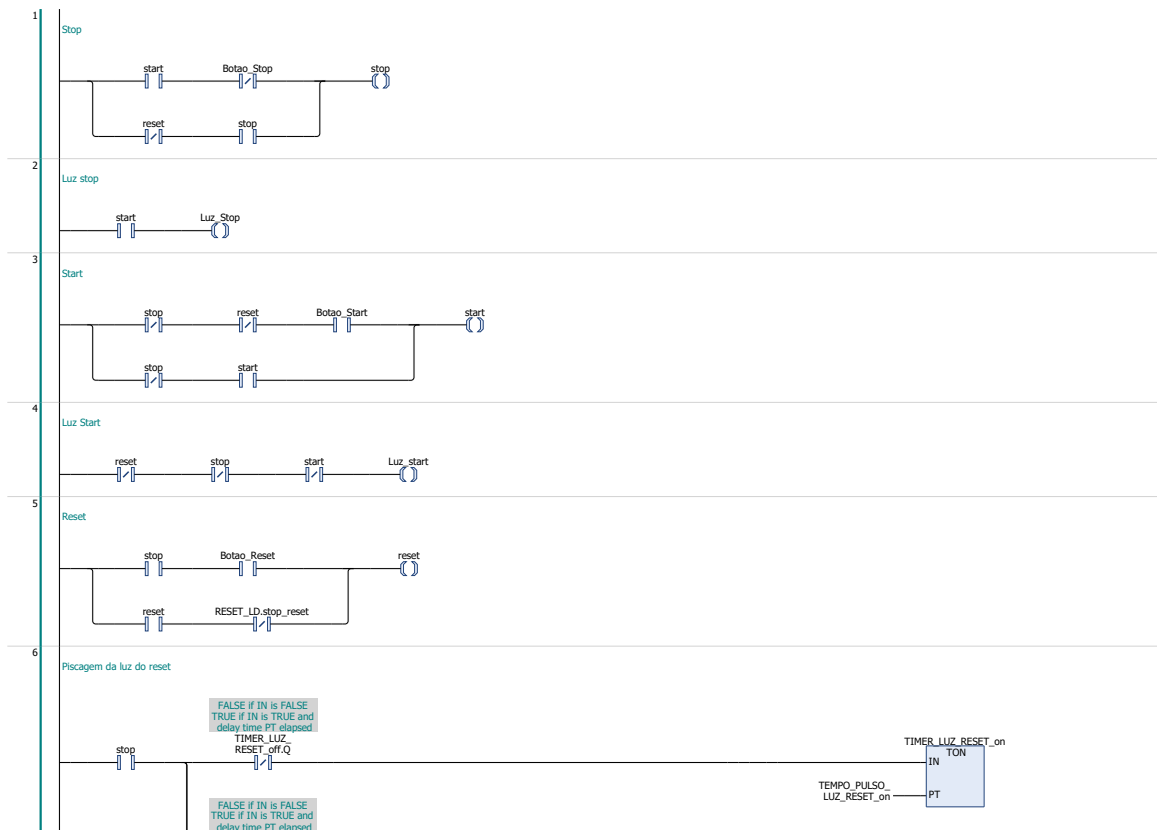 1
Stop
start Botao_Stop stop
reset stop
2
Luz stop
start Luz_Stop
3
Start
stop reset Botao_Start start
stop start
4
Luz Start
reset stop start Luz_start
5
Reset
stop Botao_Reset reset
reset RESET_LD.stop_reset
6
Piscagem da luz do reset
FALSE if IN is FALSE
TRUE if IN is TRUE and
delay time PT elapsed
TIMER_LUZ_
RESET_off.Q
stop
TIMER_LUZ_RESET_on
TON
IN
TEMPO_PULSO_
LUZ_RESET_on
PT
FALSE if IN is FALSE
TRUE if IN is TRUE and
delay time PT elapsed